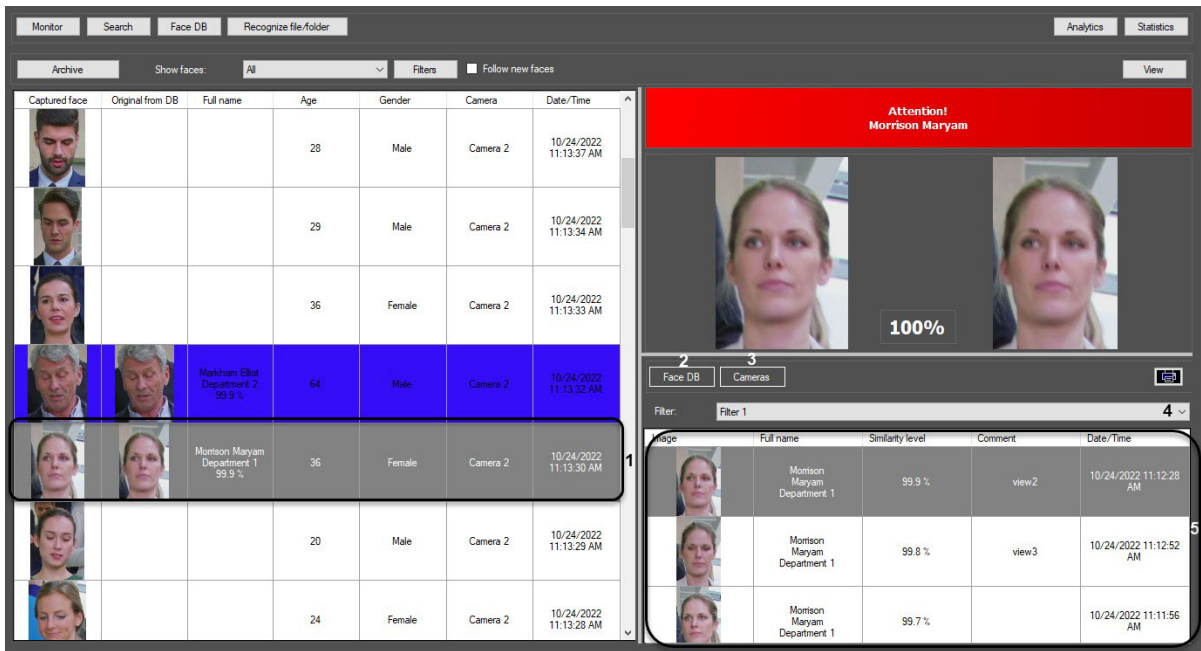 Monitor Search Face DB Recognize file/folder Analytics Statistics
Archive Show faces: All Filters Follow new faces View
Captured face Original from DB Full name Age Gender Camera Date/Time
28 Male Camera 2 10/24/2022
11:13:37 AM
29 Male Camera 2 10/24/2022
11:13:34 AM
36 Female Camera 2 10/24/2022
11:13:33 AM
Markham Elliot
Department 2
99.9 %
64 Male Camera 2 10/24/2022
11:13:32 AM
Morrison Maryam
Department 1
99.9 %
36 Female Camera 2 10/24/2022
11:13:30 AM
1
20 Male Camera 2 10/24/2022
11:13:29 AM
24 Female Camera 2 10/24/2022
11:13:28 AM
Attention!
Morrison Maryam
100%
2 3
Face DB Cameras
Filter: Filter 1 4
Image Full name Similarity level Comment Date/Time
Morrison
Maryam
Department 1
99.9 % view2 10/24/2022 11:12:28
AM
5
Morrison
Maryam
Department 1
99.8 % view3 10/24/2022 11:12:52
AM
Morrison
Maryam
Department 1
99.7 % 10/24/2022 11:11:56
AM